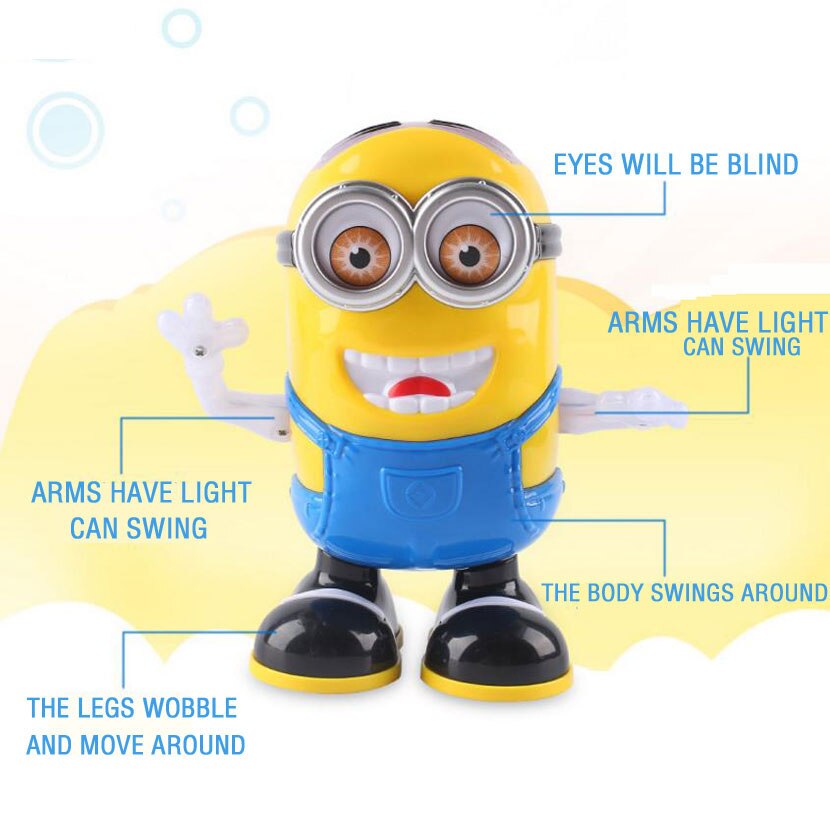 EYES WILL BE BLIND
ARMS HAVE LIGHT
CAN SWING
ARMS HAVE LIGHT
CAN SWING
THE BODY SWINGS AROUND
THE LEGS WOBBLE
AND MOVE AROUND